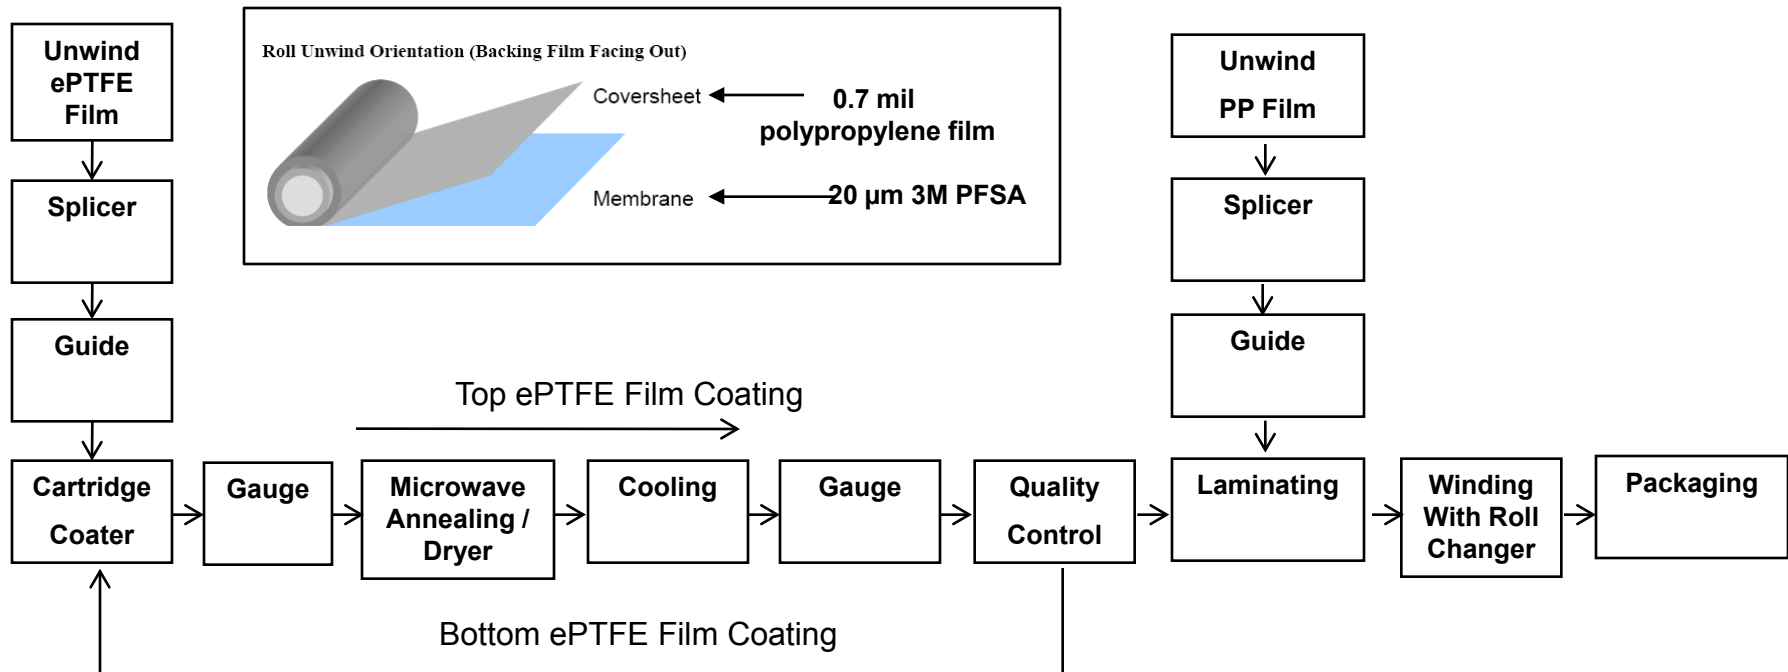 Unwind
ePTFE
Film
Splicer
Guide
Roll Unwind Orientation (Backing Film Facing Out)
Coversheet
0.7 mil
polypropylene film
Membrane
20 µm 3M PFSA
Unwind
PP Film
Splicer
Guide
Top ePTFE Film Coating
Cartridge
Coater
Gauge
Microwave
Annealing /
Dryer
Cooling
Gauge
Quality
Control
Laminating
Winding
With Roll
Changer
Packaging
Bottom ePTFE Film Coating